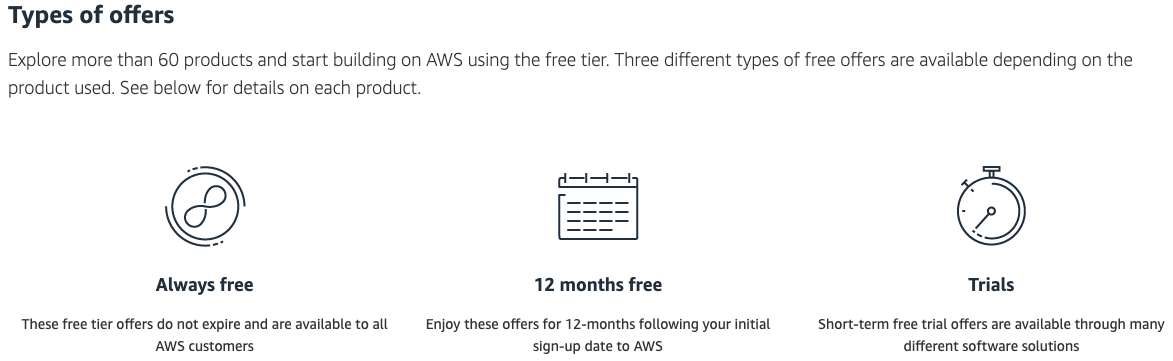 Types of offers
Explore more than 60 products and start building on AWS using the free tier. Three different types of free offers are available depending on the
product used. See below for details on each product.
Always free
These free tier offers do not expire and are available to all
AWS customers
12 months free
Enjoy these offers for 12-months following your initial
sign-up date to AWS
Trials
Short-term free trial offers are available through many
different software solutions